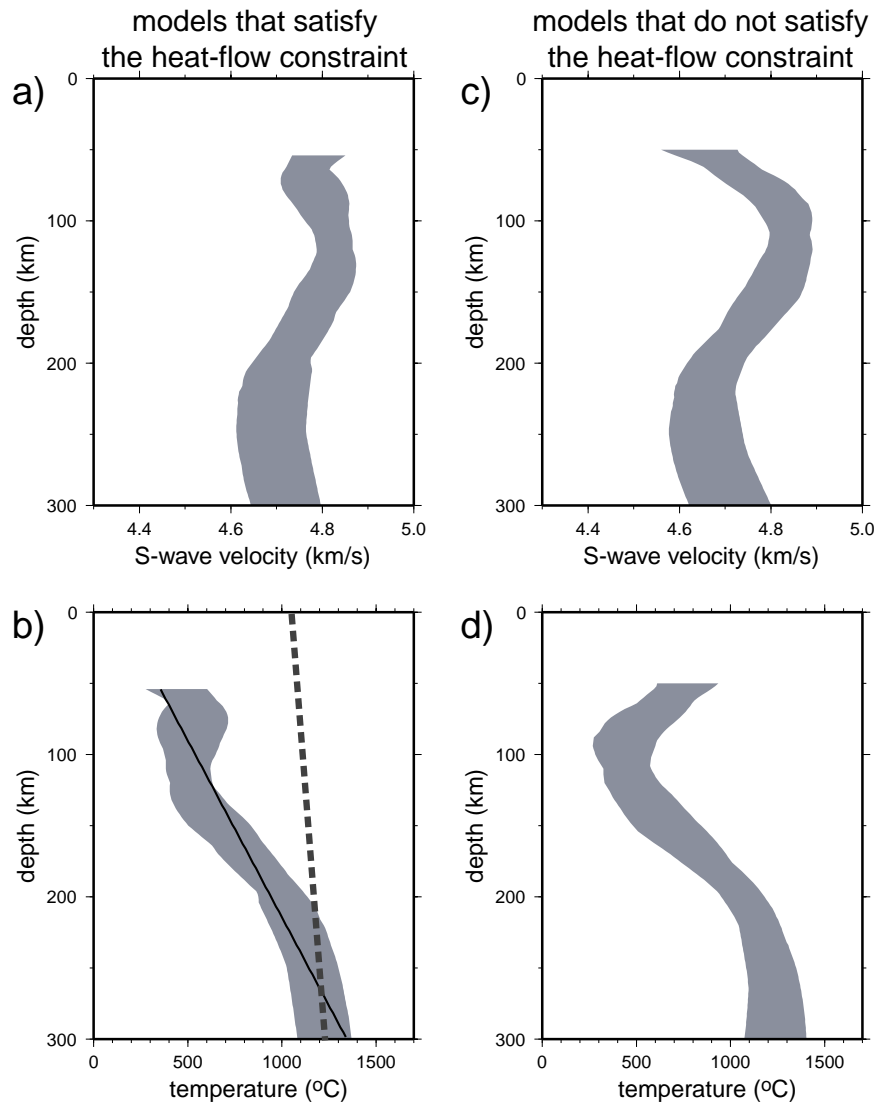 models that satisfy
the heat-flow constraint
models that do not satisfy
the heat-flow constraint
a)
0
100
200
300
depth (km)
4.4 4.6 4.8 5.0
S-wave velocity (km/s)
c)
0
100
200
300
depth (km)
4.4 4.6 4.8 5.0
S-wave velocity (km/s)
b)
0
100
200
300
depth (km)
0 500 1000 1500
temperature (oC)
d)
0
100
200
300
depth (km)
0 500 1000 1500
temperature (oC)